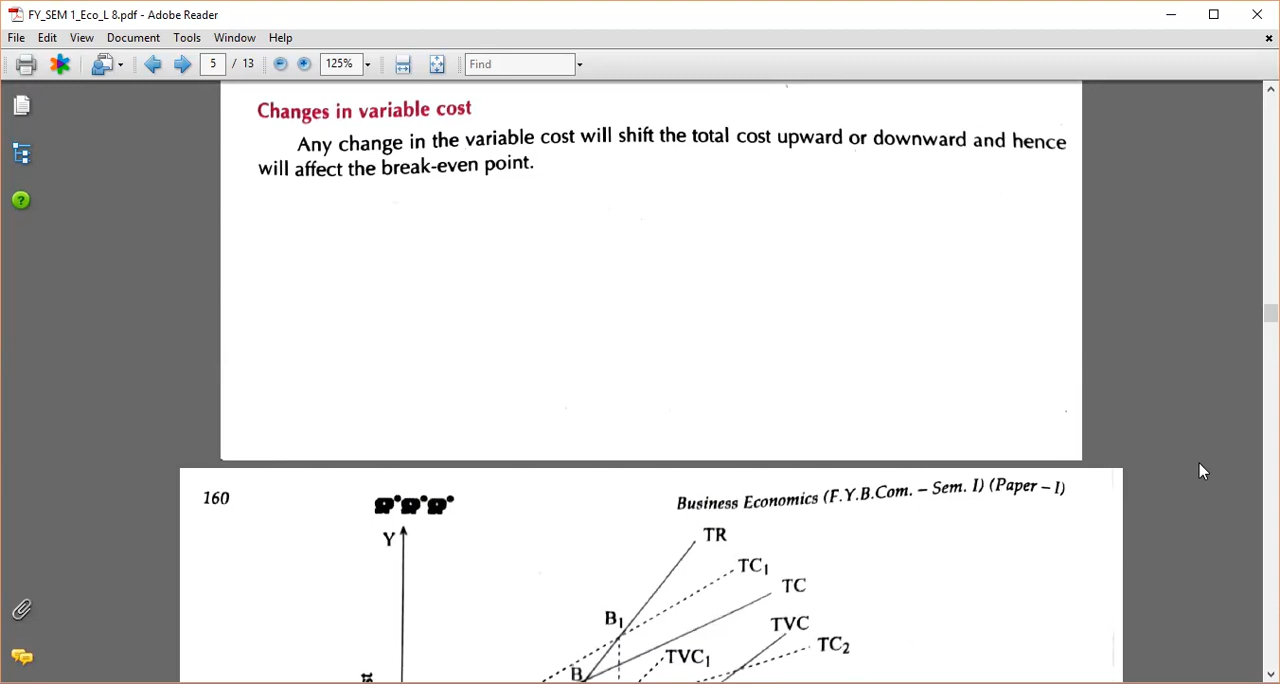 FY_SEM 1_Eco_L 8.pdf - Adobe Reader
File Edit View Document Tools Window Help
5 / 13 125% Find
Changes in variable cost
Any change in the variable cost will shift the total cost upward or downward and hence
will affect the break-even point.
160
Business Economics (F.Y.B.Com. – Sem. I) (Paper – I)
Y
TR
TC₁
TC
B₁
TVC
TC₂
TVC₁
B